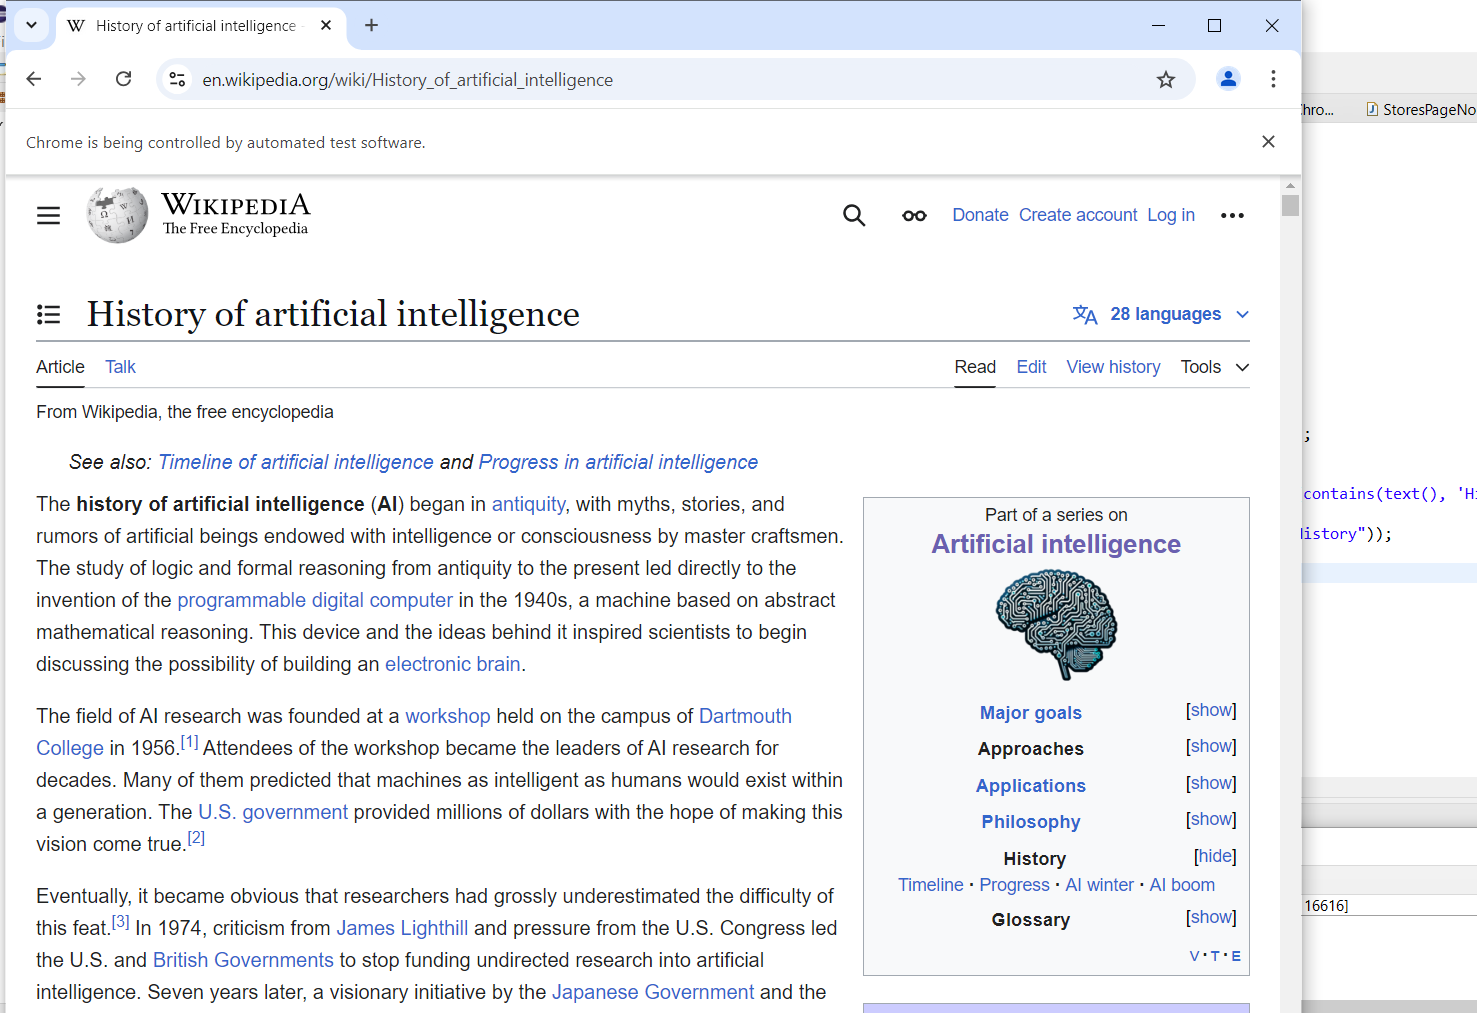 History of artificial intelligence
en.wikipedia.org/wiki/History_of_artificial_intelligence
Chrome is being controlled by automated test software.
WIKIPEDIA
The Free Encyclopedia
Donate Create account Log in
History of artificial intelligence
28 languages
Article Talk
Read Edit View history Tools
From Wikipedia, the free encyclopedia
See also: Timeline of artificial intelligence and Progress in artificial intelligence
The history of artificial intelligence (AI) began in antiquity, with myths, stories, and
rumors of artificial beings endowed with intelligence or consciousness by master craftsmen.
The study of logic and formal reasoning from antiquity to the present led directly to the
invention of the programmable digital computer in the 1940s, a machine based on abstract
mathematical reasoning. This device and the ideas behind it inspired scientists to begin
discussing the possibility of building an electronic brain.
The field of AI research was founded at a workshop held on the campus of Dartmouth
College in 1956.[1] Attendees of the workshop became the leaders of AI research for
decades. Many of them predicted that machines as intelligent as humans would exist within
a generation. The U.S. government provided millions of dollars with the hope of making this
vision come true.[2]
Eventually, it became obvious that researchers had grossly underestimated the difficulty of
this feat.[3] In 1974, criticism from James Lighthill and pressure from the U.S. Congress led
the U.S. and British Governments to stop funding undirected research into artificial
intelligence. Seven years later, a visionary initiative by the Japanese Government and the
Part of a series on
Artificial intelligence
Major goals [show]
Approaches [show]
Applications [show]
Philosophy [show]
History [hide]
Timeline · Progress · AI winter · AI boom
Glossary [show]
V · T · E
hro... StoresPageNo
;
contains(text(), 'Hi
istory"));
16616]